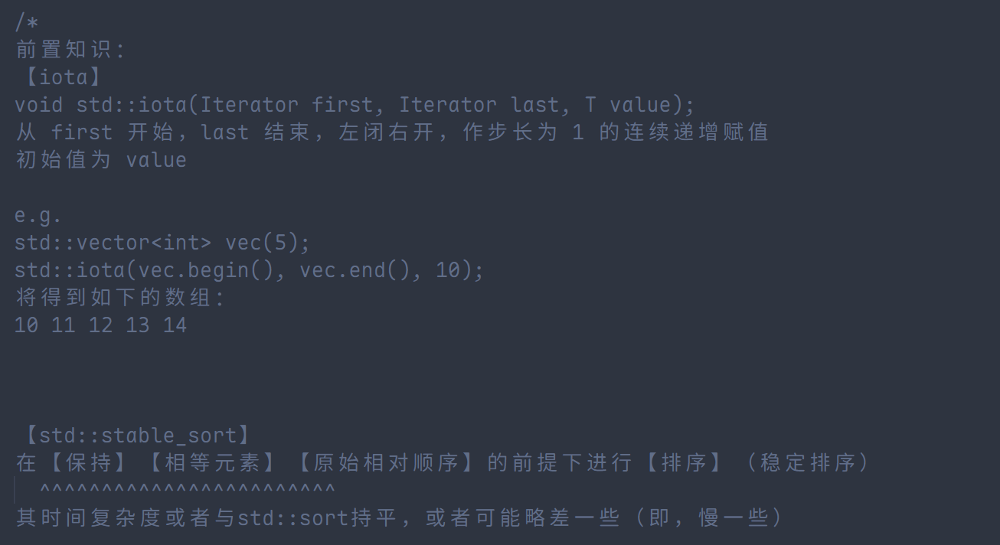 /*
前置知识：
【iota】
void std::iota(Iterator first, Iterator last, T value);
从 first 开始，last 结束，左闭右开，作步长为 1 的连续递增赋值
初始值为 value
e.g.
std::vector<int> vec(5);
std::iota(vec.begin(), vec.end(), 10);
将得到如下的数组：
10 11 12 13 14
【std::stable_sort】
在【保持】【相等元素】【原始相对顺序】的前提下进行【排序】（稳定排序）
^^^^^^^^^^^^^^^^^^^^^^^^
其时间复杂度或者与std::sort持平，或者可能略差一些（即，慢一些）